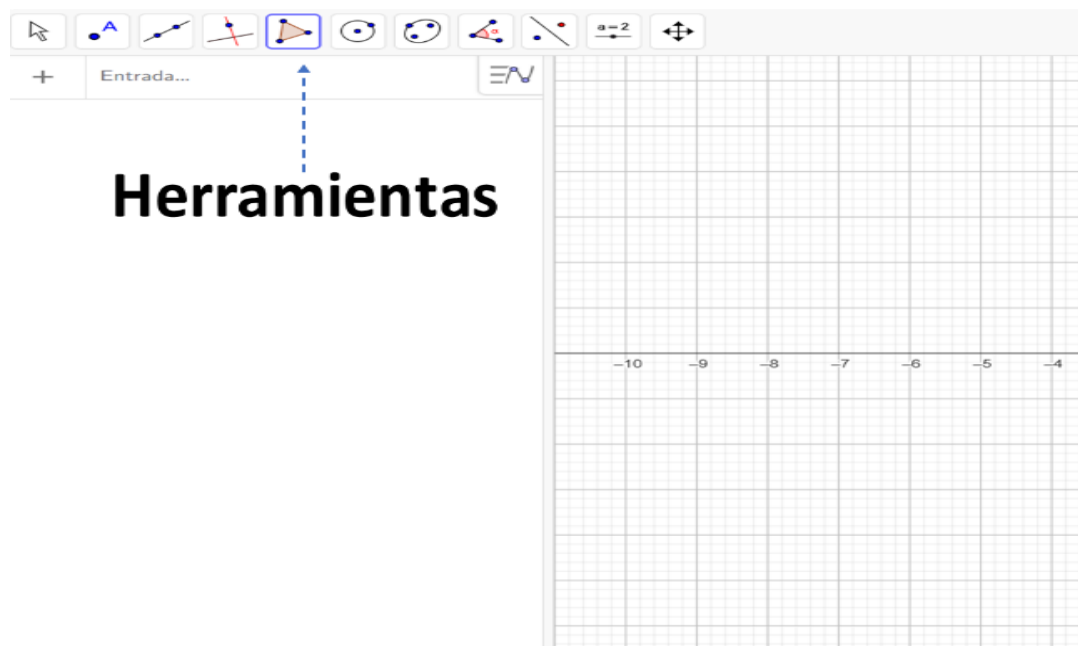 A
α
a=2
Entrada...
Herramientas
–10 –9 –8 –7 –6 –5 –4